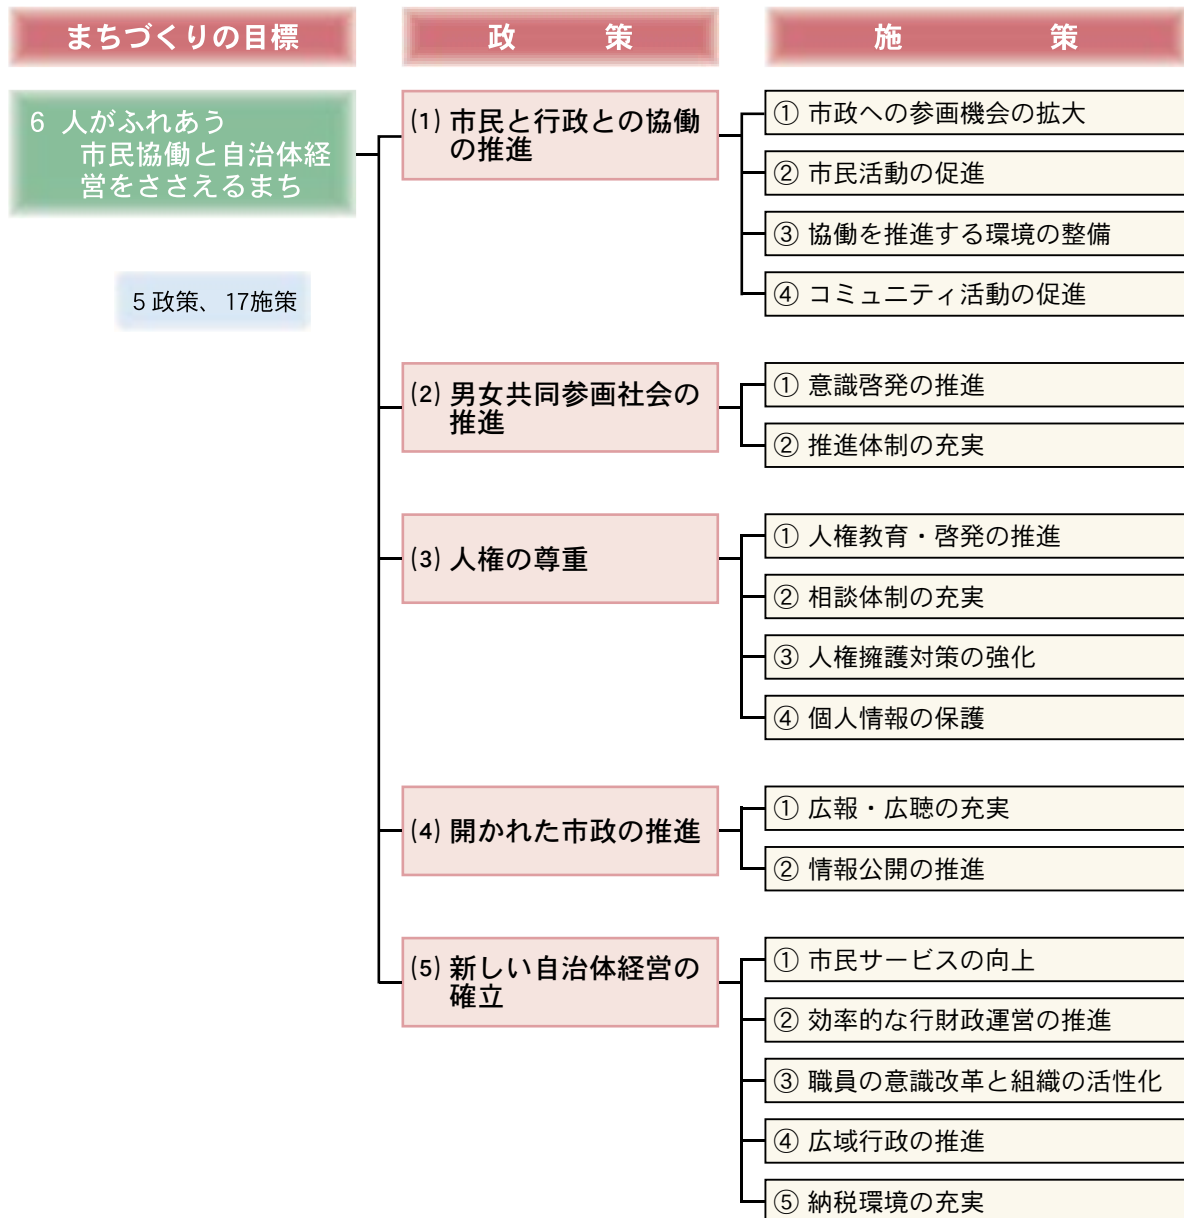 まちづくりの目標
政　策
施　策
6 人がふれあう
市民協働と自治体経
営をささえるまち
5政策、17施策
(1) 市民と行政との協働
の推進
① 市政への参画機会の拡大
② 市民活動の促進
③ 協働を推進する環境の整備
④ コミュニティ活動の促進
(2) 男女共同参画社会の
推進
① 意識啓発の推進
② 推進体制の充実
(3) 人権の尊重
① 人権教育・啓発の推進
② 相談体制の充実
③ 人権擁護対策の強化
④ 個人情報の保護
(4) 開かれた市政の推進
① 広報・広聴の充実
② 情報公開の推進
(5) 新しい自治体経営の
確立
① 市民サービスの向上
② 効率的な行財政運営の推進
③ 職員の意識改革と組織の活性化
④ 広域行政の推進
⑤ 納税環境の充実